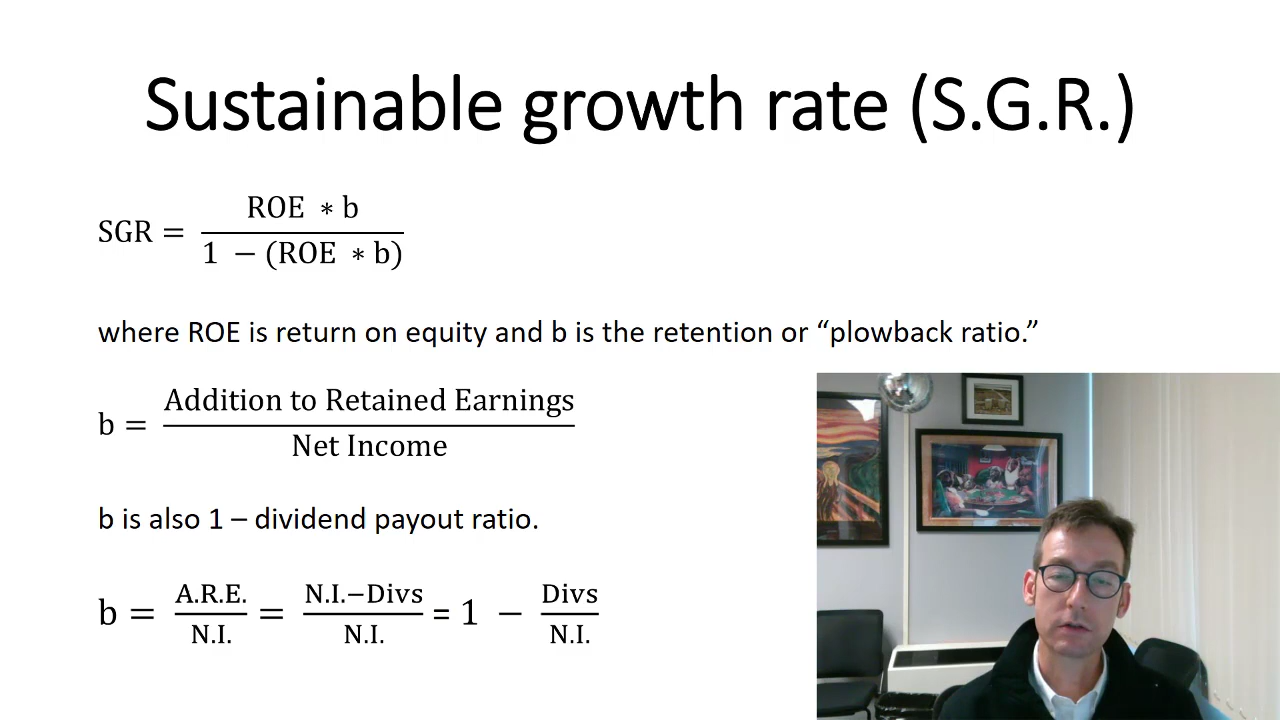 Sustainable growth rate (S.G.R.)
SGR = (ROE * b) / (1 − (ROE * b))
where ROE is return on equity and b is the retention or “plowback ratio.”
b = Addition to Retained Earnings / Net Income
b is also 1 – dividend payout ratio.
b = A.R.E. / N.I. = N.I.−Divs / N.I. = 1 − Divs / N.I.